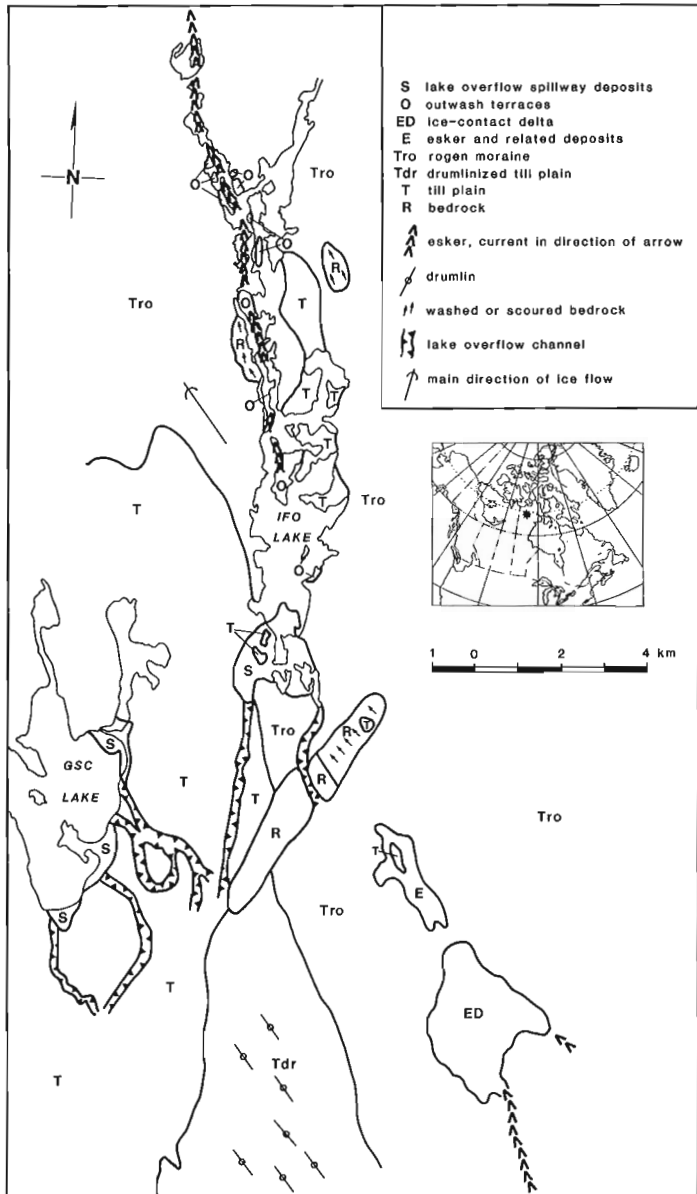 N
S lake overflow spillway deposits
O outwash terraces
ED ice-contact delta
E esker and related deposits
Tro rogen moraine
Tdr drumlinized till plain
T till plain
R bedrock
esker, current in direction of arrow
drumlin
washed or scoured bedrock
lake overflow channel
main direction of ice flow
O
O
Tro
O
R
T
Tro
O
R
T
T
O
T
T
O
T
Tro
IFO
LAKE
O
T
S
1 0 2 4 km
Tro
R
T
S
GSC
LAKE
T
T
R
R
Tro
S
T
E
Tro
S
T
ED
Tdr
T